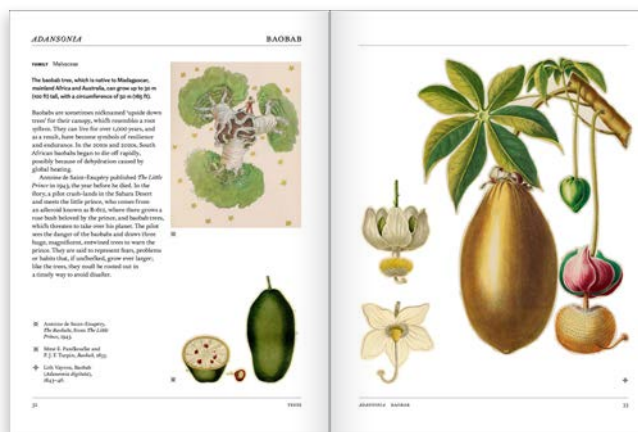 ADANSONIA
BAOBAB
FAMILY Malvaceae
The baobab tree, which is native to Madagascar,
mainland Africa and Australia, can grow up to 30 m
(100 ft) tall, with a circumference of 50 m (165 ft).
Baobabs are sometimes nicknamed 'upside down
trees' for their canopy, which resembles a root
system. They can live for over 1,000 years, and
as a result, have become symbols of resilience
and endurance. In the 2010s and 2020s, South
African baobabs began to die off rapidly,
possibly because of dehydration caused by
global heating.
Antoine de Saint-Exupéry published The Little
Prince in 1943, the year before he died. In the
story, a pilot crash-lands in the Sahara Desert
and meets the little prince, who comes from
an asteroid known as B-612, where there grows a
rose bush beloved by the prince, and baobab trees,
which threaten to take over his planet. The pilot
sees the danger of the baobabs and draws three
huge, magnificent, entwined trees to warn the
prince. They are said to represent fears, problems
or habits that, if unchecked, grow ever larger;
like the trees, they must be rooted out in
a timely way to avoid disaster.
Antoine de Saint-Exupéry,
The Baobabs, from The Little
Prince, 1943.
P. J. F. Turpin, Baobab,
Baobab
(Adansonia digitata),
32
TREES
ADANSONIA BAOBAB
33